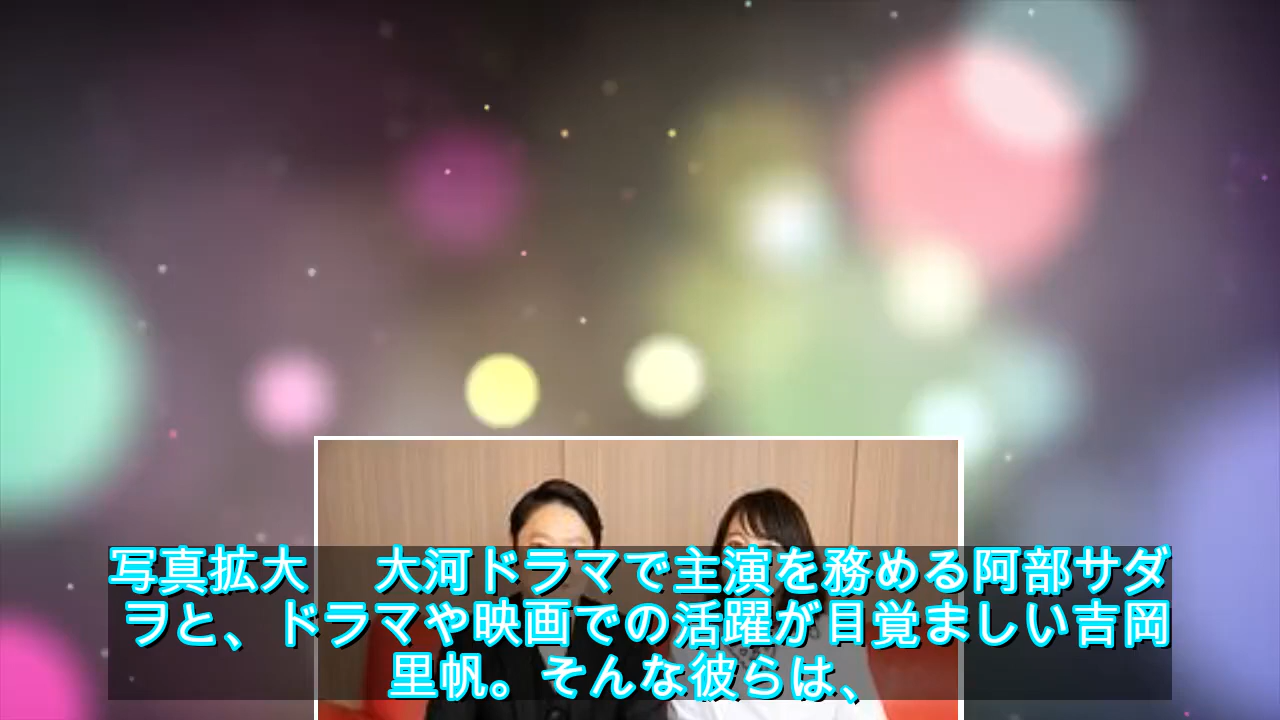 写真拡大　大河ドラマで主演を務める阿部サダ
ヲと、ドラマや映画での活躍が目覚ましい吉岡
里帆。そんな彼らは、